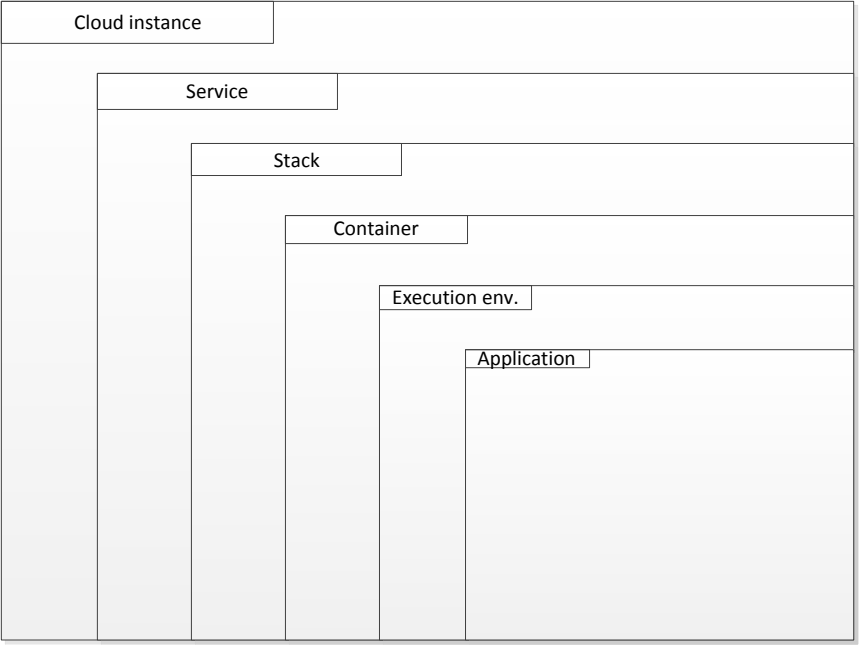 Cloud instance
Service
Stack
Container
Execution env.
Application